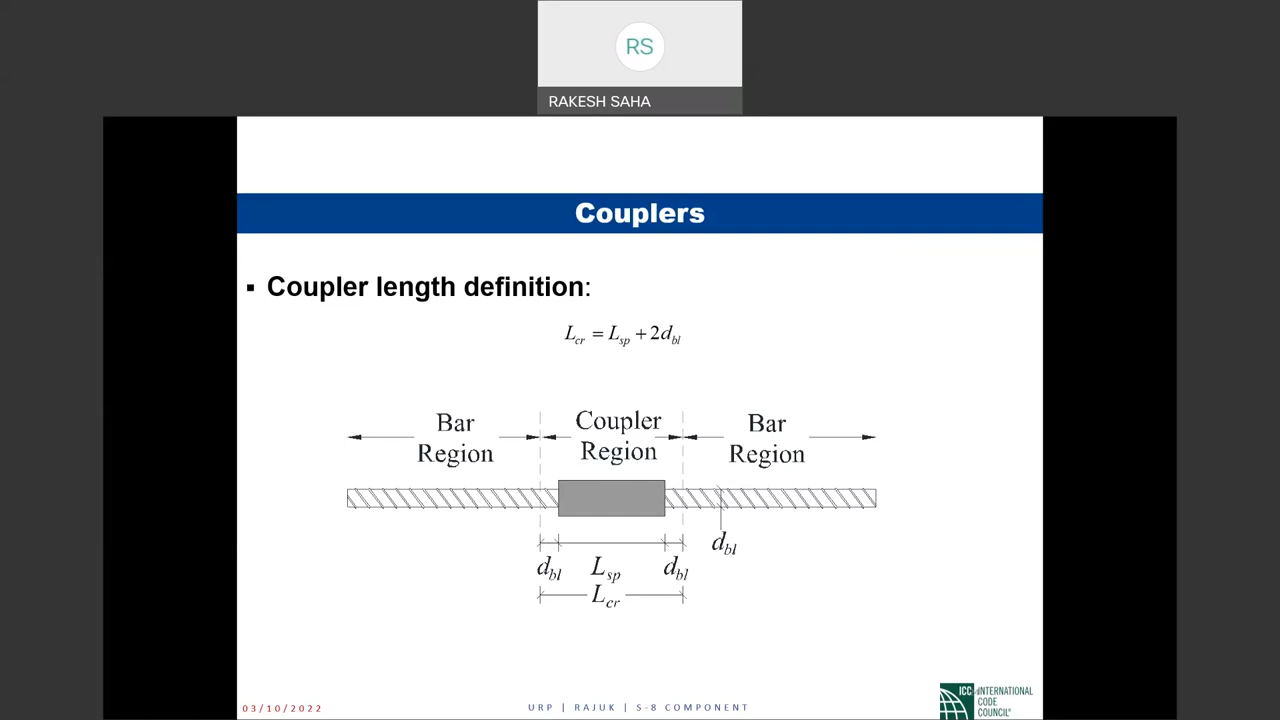 RS
RAKESH SAHA
Couplers
▪ Coupler length definition:
L_cr = L_sp + 2d_bl
Bar
Region
Coupler
Region
Bar
Region
d_bl
d_bl
L_sp
d_bl
L_cr
03/10/2022
URP | RAJUK | S-8 COMPONENT
ICC INTERNATIONAL
CODE
COUNCIL®